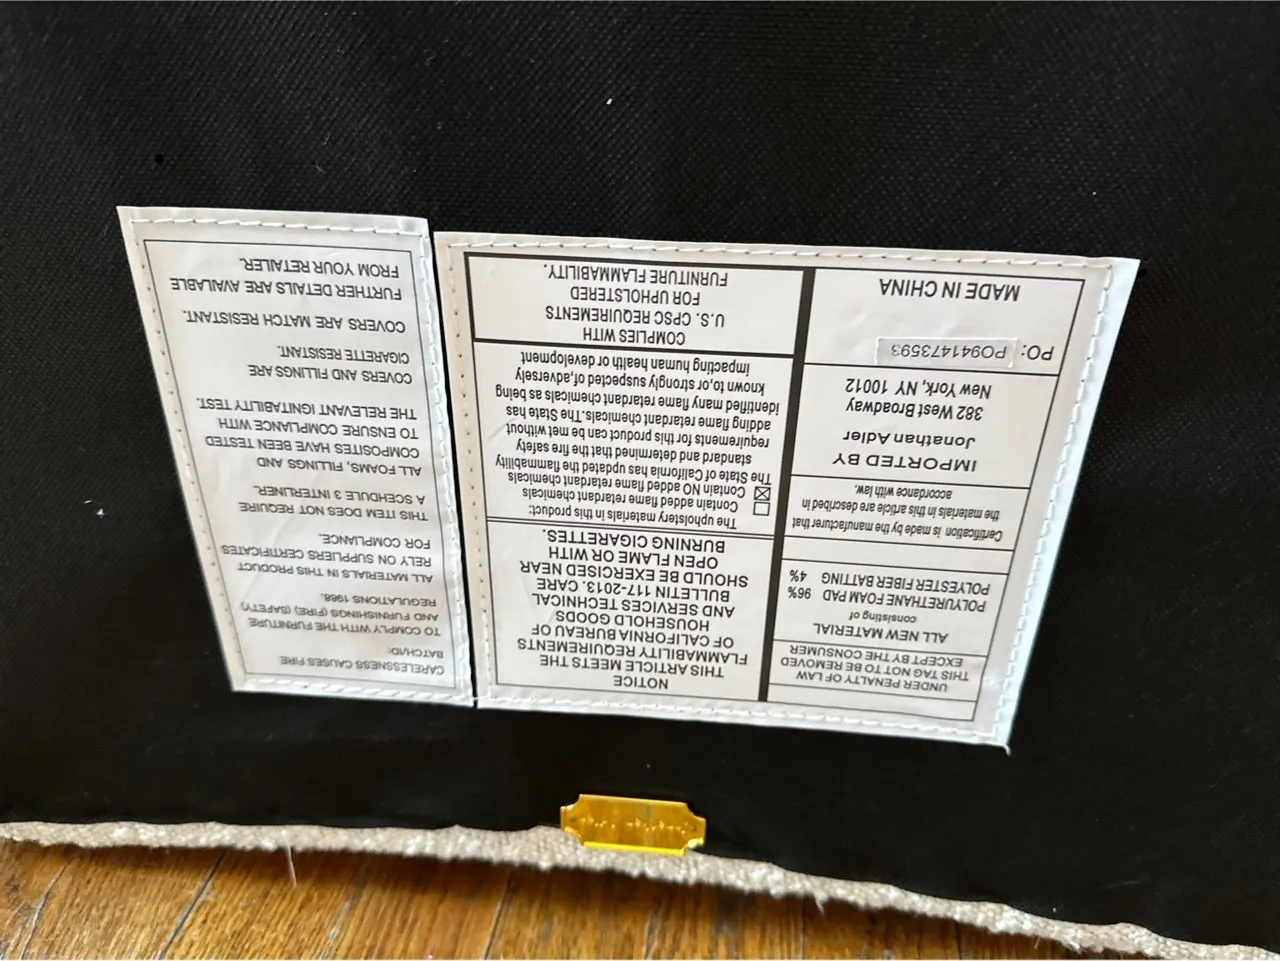 UNDER PENALTY OF LAW
THIS TAG NOT TO BE REMOVED
EXCEPT BY THE CONSUMER
ALL NEW MATERIAL
consisting of
POLYURETHANE FOAM PAD 96%
POLYESTER FIBER BATTING 4%
Certification is made by the manufacturer that
the materials in this article are described in
accordance with law.
IMPORTED BY
Jonathan Adler
382 West Broadway
New York, NY 10012
PO: PO941473593
MADE IN CHINA
NOTICE
THIS ARTICLE MEETS THE
FLAMMABILITY REQUIREMENTS
OF CALIFORNIA BUREAU OF
HOUSEHOLD GOODS
AND SERVICES TECHNICAL
BULLETIN 117-2013. CARE
SHOULD BE EXERCISED NEAR
OPEN FLAME OR WITH
BURNING CIGARETTES.
The upholstery materials in this product:
Contain added flame retardant chemicals
Contain NO added flame retardant chemicals
The State of California has updated the flammability
standard and determined that the fire safety
requirements for this product can be met without
adding flame retardant chemicals.The State has
identified many flame retardant chemicals as being
known to,or strongly suspected of,adversely
impacting human health or development
COMPLIES WITH
U.S. CPSC REQUIREMENTS
FOR UPHOLSTERED
FURNITURE FLAMMABILITY.
CARELESSNESS CAUSES FIRE
BATCH/ID:
TO COMPLY WITH THE FURNITURE
AND FURNISHINGS (FIRE) (SAFETY)
REGULATIONS 1988.
ALL MATERIALS IN THIS PRODUCT
RELY ON SUPPLIERS CERTIFICATES
FOR COMPLIANCE.
THIS ITEM DOES NOT REQUIRE
A SCHEDULE 3 INTERLINER.
ALL FOAMS, FILLINGS AND
COMPOSITES HAVE BEEN TESTED
TO ENSURE COMPLIANCE WITH
THE RELEVANT IGNITABILITY TEST.
COVERS AND FILLINGS ARE
CIGARETTE RESISTANT.
COVERS ARE MATCH RESISTANT.
FURTHER DETAILS ARE AVAILABLE
FROM YOUR RETAILER.